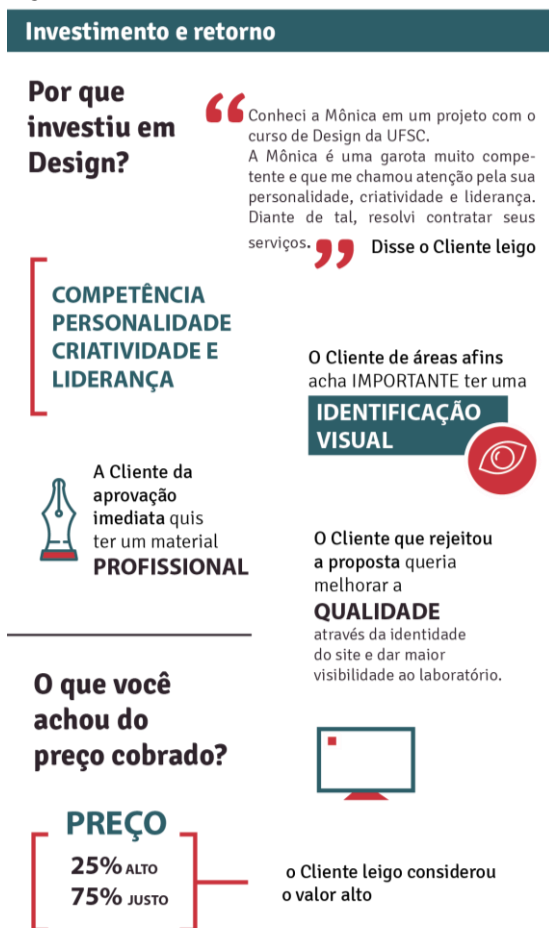 Investimento e retorno
Por que
investiu em
Design?
Conheci a Mônica em um projeto com o
curso de Design da UFSC.
A Mônica é uma garota muito compe-
tente e que me chamou atenção pela sua
personalidade, criatividade e liderança.
Diante de tal, resolvi contratar seus
serviços.
Disse o Cliente leigo
COMPETÊNCIA
PERSONALIDADE
CRIATIVIDADE E
LIDERANÇA
O Cliente de áreas afins
acha IMPORTANTE ter uma
IDENTIFICAÇÃO
VISUAL
A Cliente da
aprovação
imediata quis
ter um material
PROFISSIONAL
O Cliente que rejeitou
a proposta queria
melhorar a
QUALIDADE
através da identidade
do site e dar maior
visibilidade ao laboratório.
O que você
achou do
preço cobrado?
PREÇO
25% ALTO
75% JUSTO
o Cliente leigo considerou
o valor alto